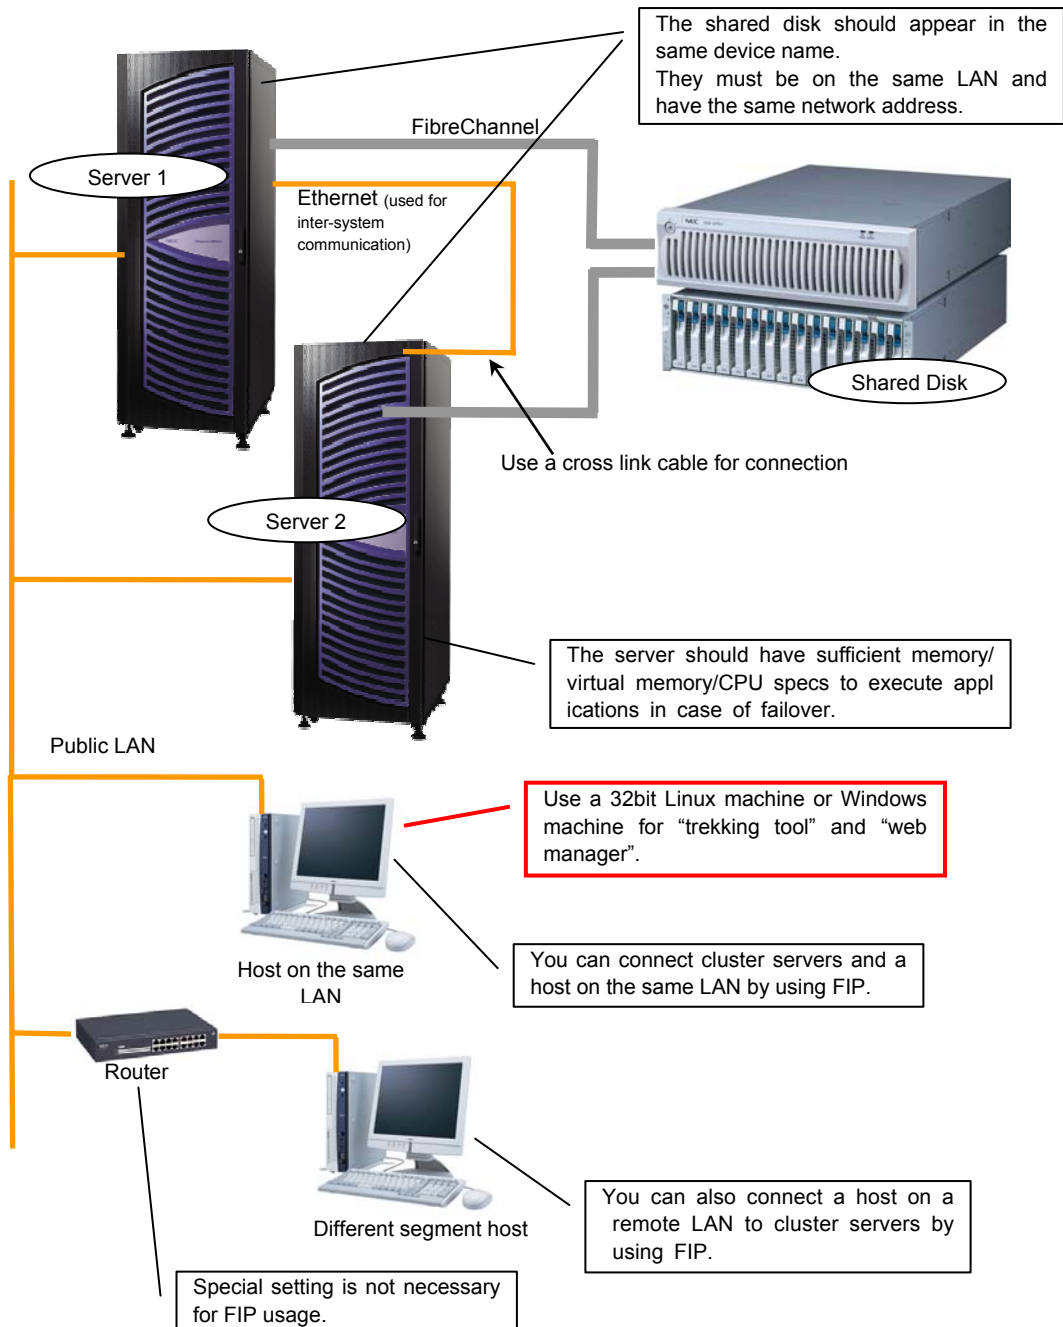 The shared disk should appear in the
same device name.
They must be on the same LAN and
have the same network address.
FibreChannel
Server 1
Ethernet (used for
inter-system
communication)
NEC
Shared Disk
Use a cross link cable for connection
Server 2
The server should have sufficient memory/
virtual memory/CPU specs to execute appl
ications in case of failover.
Public LAN
Use a 32bit Linux machine or Windows
machine for “trekking tool” and “web
manager”.
Host on the same
LAN
You can connect cluster servers and a
host on the same LAN by using FIP.
Router
Different segment host
You can also connect a host on a
remote LAN to cluster servers by
using FIP.
Special setting is not necessary
for FIP usage.